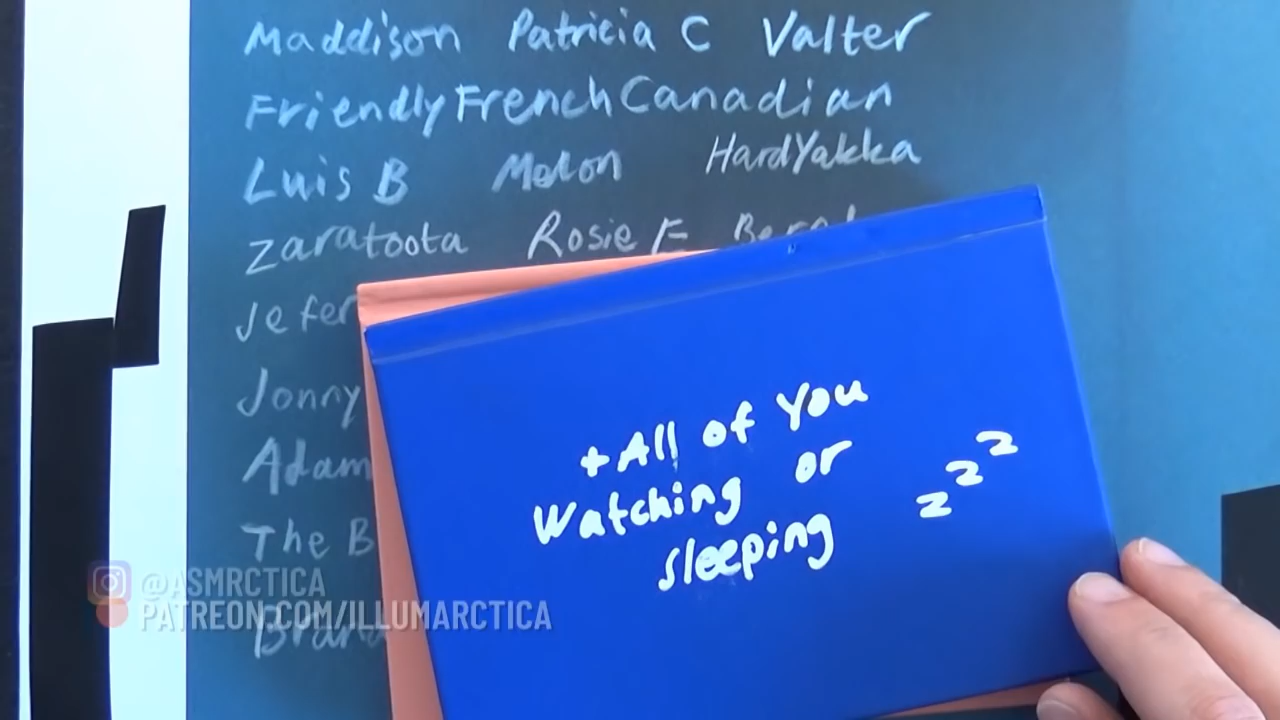 Maddison Patricia C Valter
FriendlyFrenchCanadian
Luis B Melon HardYakka
Zaratoota Rosie F
Jonny
Adam
The B
+All of You
Watching or
sleeping zzz
@ASMRCTICA
PATREON.COM/ILLUMARCTICA